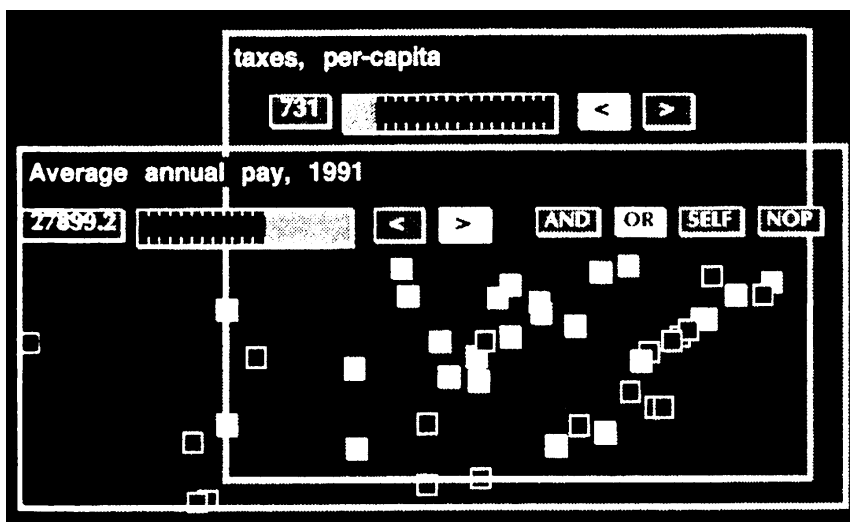 taxes, per-capita
731 < >
Average annual pay, 1991
27899.2 < > AND OR SELF NOP